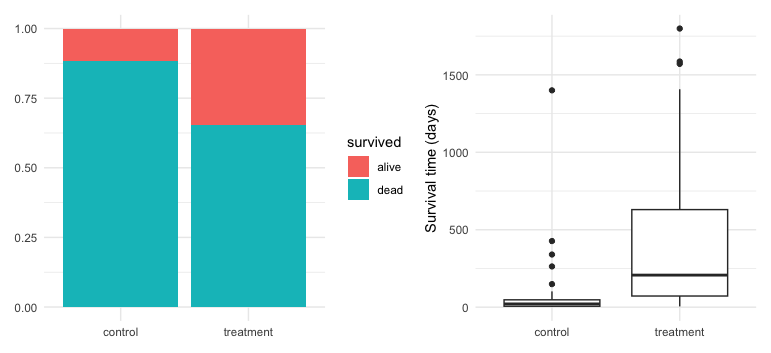 1.00
0.75
0.50
0.25
0.00
control treatment
survived
alive
dead
Survival time (days)
1500
1000
500
0
control treatment